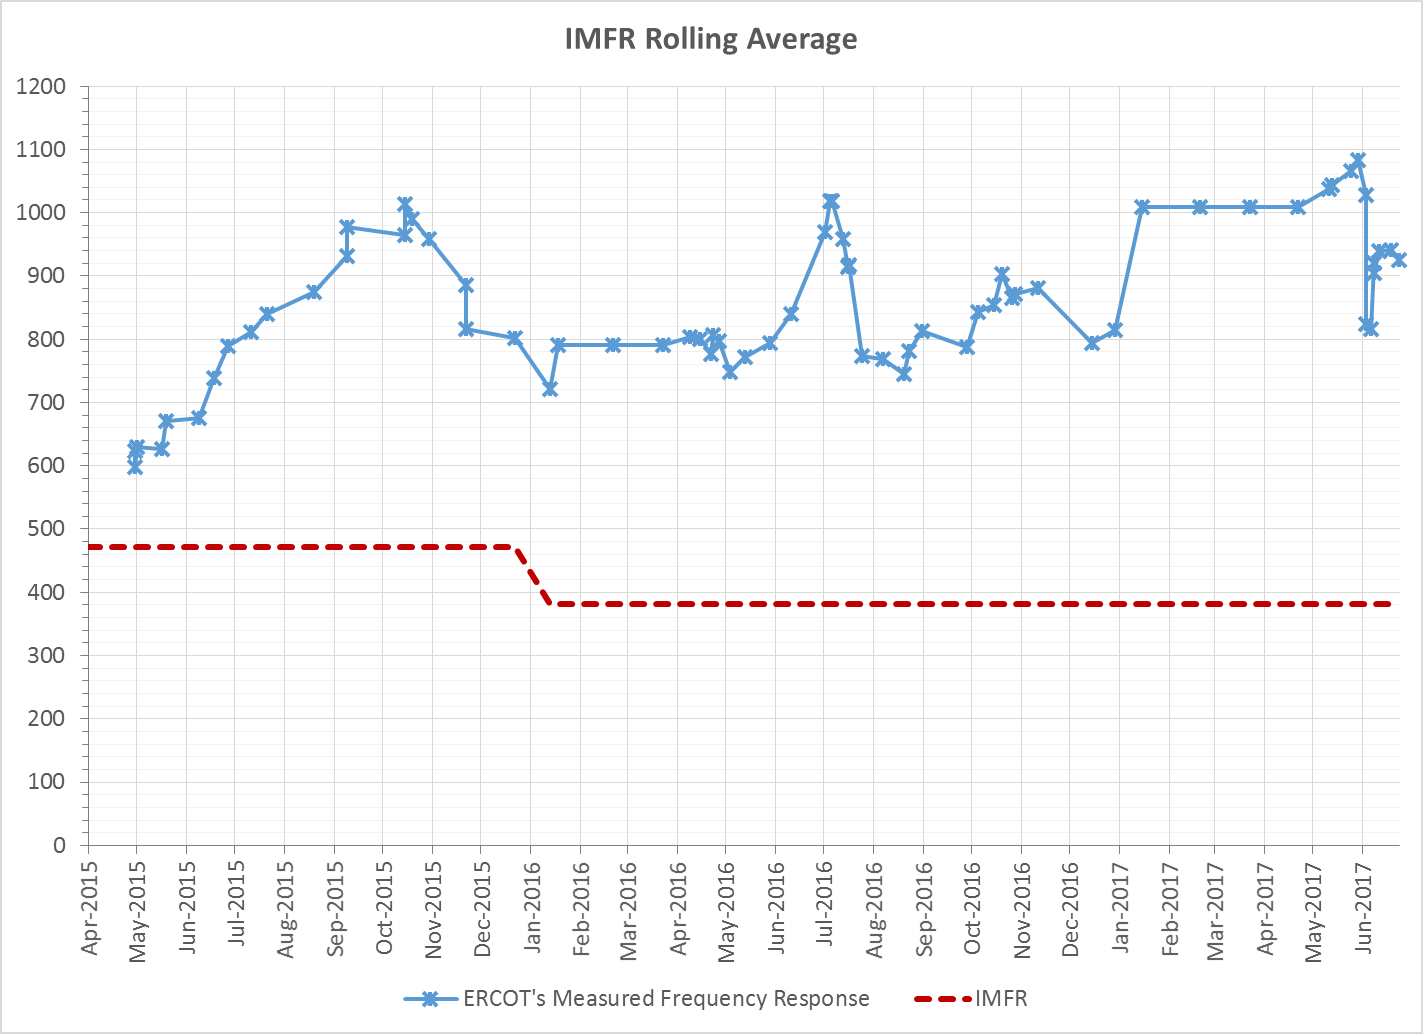 IMFR Rolling Average
1200
1100
1000
900
800
700
600
500
400
300
200
100
0
Apr-2015
May-2015
Jun-2015
Jul-2015
Aug-2015
Sep-2015
Oct-2015
Nov-2015
Dec-2015
Jan-2016
Feb-2016
Mar-2016
Apr-2016
May-2016
Jun-2016
Jul-2016
Aug-2016
Sep-2016
Oct-2016
Nov-2016
Dec-2016
Jan-2017
Feb-2017
Mar-2017
Apr-2017
May-2017
Jun-2017
ERCOT's Measured Frequency Response
IMFR